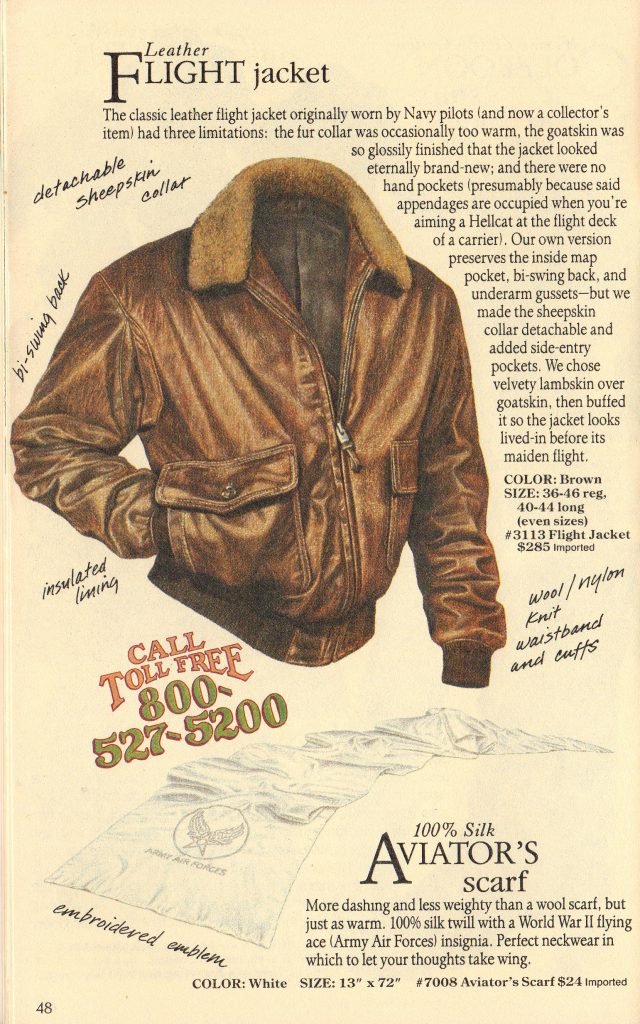 Leather
FLIGHT jacket
The classic leather flight jacket originally worn by Navy pilots (and now a collector's
item) had three limitations: the fur collar was occasionally too warm, the goatskin was
so glossily finished that the jacket looked
eternally brand-new; and there were no
hand pockets (presumably because said
appendages are occupied when you're
aiming a Hellcat at the flight deck
of a carrier). Our own version
preserves the inside map
pocket, bi-swing back, and
underarm gussets—but we
made the sheepskin
collar detachable and
added side-entry
pockets. We chose
velvety lambskin over
goatskin, then buffed
it so the jacket looks
lived-in before its
maiden flight.
COLOR: Brown
SIZE: 36-46 reg,
40-44 long
(even sizes)
#3113 Flight Jacket
$285 Imported
detachable
sheepskin
collar
bi-swing back
insulated
lining
wool/nylon
knit
waistband
and cuffs
CALL
TOLL FREE
800-
527-5200
100% Silk
AVIATOR'S
scarf
More dashing and less weighty than a wool scarf, but
just as warm. 100% silk twill with a World War II flying
ace (Army Air Forces) insignia. Perfect neckwear in
which to let your thoughts take wing.
ARMY AIR FORCES
embroidered emblem
COLOR: White SIZE: 13" x 72" #7008 Aviator's Scarf $24 Imported
48